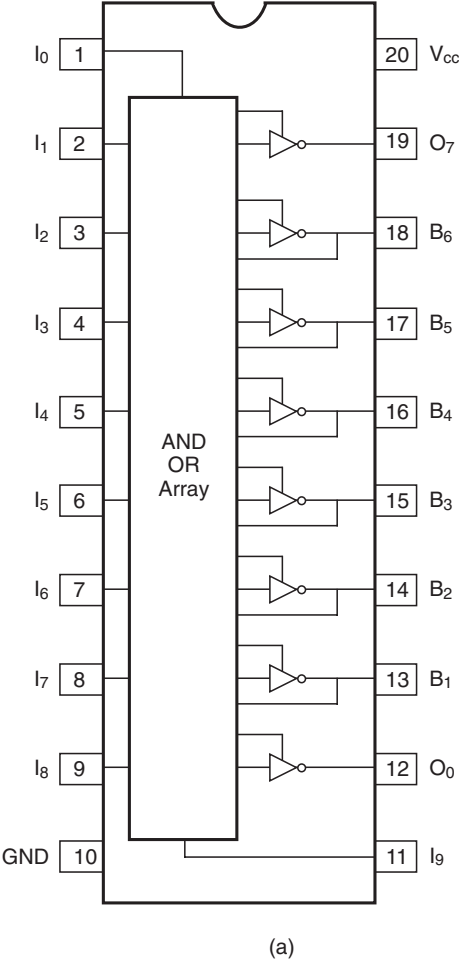 I0 1 20 Vcc
I1 2 19 O7
I2 3 18 B6
I3 4 17 B5
I4 5 16 B4
AND
OR
Array
I5 6 15 B3
I6 7 14 B2
I7 8 13 B1
I8 9 12 O0
GND 10 11 I9
(a)